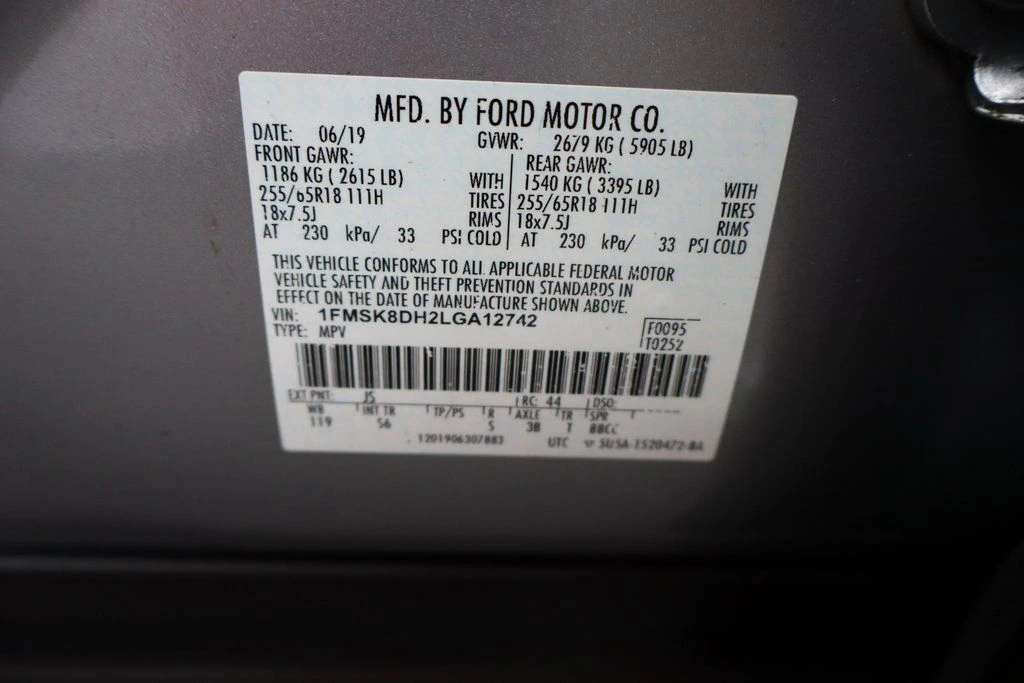 MFD. BY FORD MOTOR CO.
DATE: 06/19 GVWR: 2679 KG ( 5905 LB)
FRONT GAWR: REAR GAWR:
1186 KG ( 2615 LB) WITH 1540 KG ( 3395 LB) WITH
255/65R18 111H TIRES 255/65R18 111H TIRES
18x7.5J RIMS 18x7.5J RIMS
AT 230 kPa/ 33 PSI COLD AT 230 kPa/ 33 PSI COLD
THIS VEHICLE CONFORMS TO ALL APPLICABLE FEDERAL MOTOR
VEHICLE SAFETY AND THEFT PREVENTION STANDARDS IN
EFFECT ON THE DATE OF MANUFACTURE SHOWN ABOVE.
VIN: 1FMSK8DH2LGA12742
TYPE: MPV
F0095
T0252
EXT PNT: JS RC: 44 DSO:
WB INT TR TP/PS R AXLE TR SPR
119 S6 S 3B T BBCC
1201906307883 UTC SU5A-1520472-BA